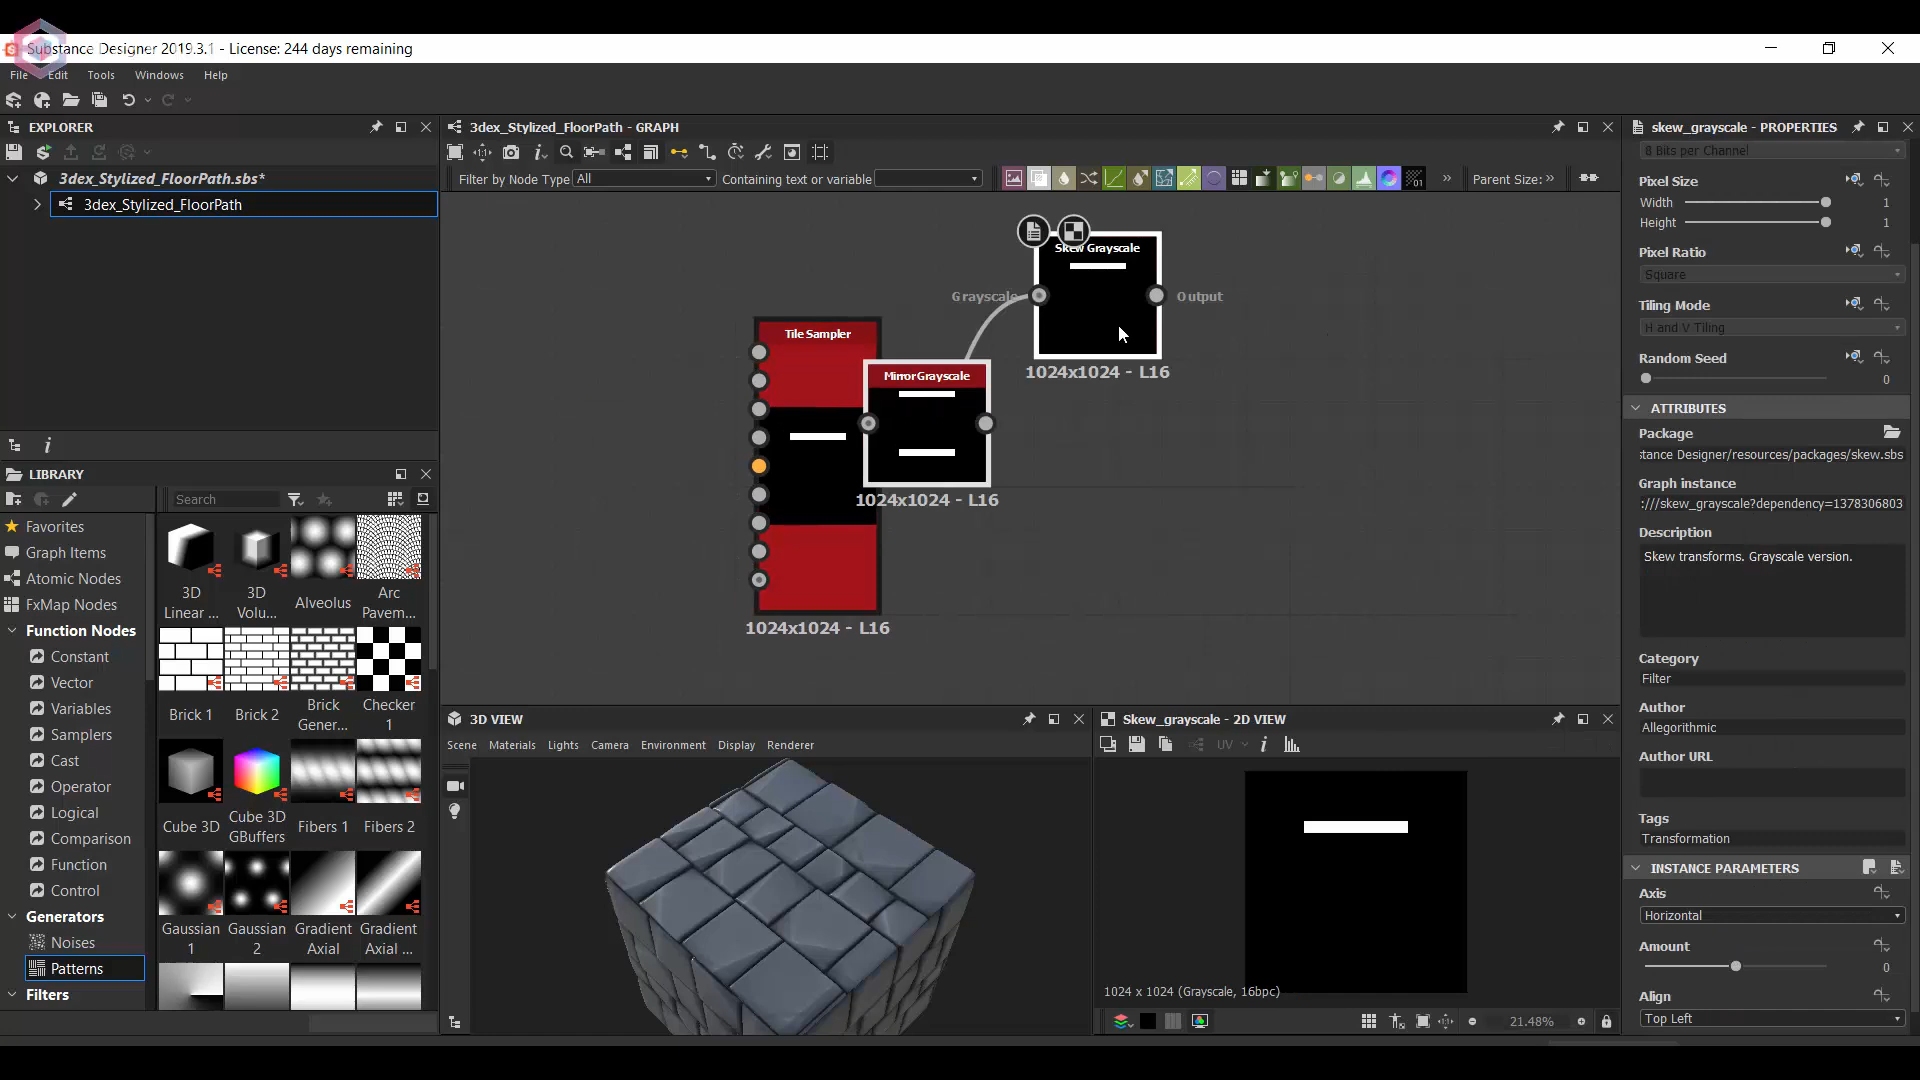 Substance Designer 2019.3.1 - License: 244 days remaining
File Edit Tools Windows Help
EXPLORER
3dex_Stylized_FloorPath.sbs*
3dex_Stylized_FloorPath
LIBRARY
Search
Favorites
Graph Items
Atomic Nodes
FxMap Nodes
Function Nodes
Constant
Vector
Variables
Samplers
Cast
Operator
Logical
Comparison
Function
Control
Generators
Noises
Patterns
Filters
3D Linear ...
3D Volu...
Alveolus
Arc Pavem...
Brick 1
Brick 2
Brick Gener...
Checker 1
Cube 3D
Cube 3D GBuffers
Fibers 1
Fibers 2
Gaussian 1
Gaussian 2
Gradient Axial
Gradient Axial ...
3dex_Stylized_FloorPath - GRAPH
Filter by Node Type All
Containing text or variable
01
Parent Size:
Skew Grayscale
Grayscale
Output
1024x1024 - L16
Tile Sampler
1024x1024 - L16
Mirror Grayscale
1024x1024 - L16
3D VIEW
Scene Materials Lights Camera Environment Display Renderer
Skew_grayscale - 2D VIEW
UV
1024 x 1024 (Grayscale, 16bpc)
21.48%
skew_grayscale - PROPERTIES
8 Bits per Channel
Pixel Size
Width 1
Height 1
Pixel Ratio
Square
Tiling Mode
H and V Tiling
Random Seed
0
ATTRIBUTES
Package
stance Designer/resources/packages/skew.sbs
Graph instance
:///skew_grayscale?dependency=1378306803
Description
Skew transforms. Grayscale version.
Category
Filter
Author
Allegorithmic
Author URL
Tags
Transformation
INSTANCE PARAMETERS
Axis
Horizontal
Amount
0
Align
Top Left